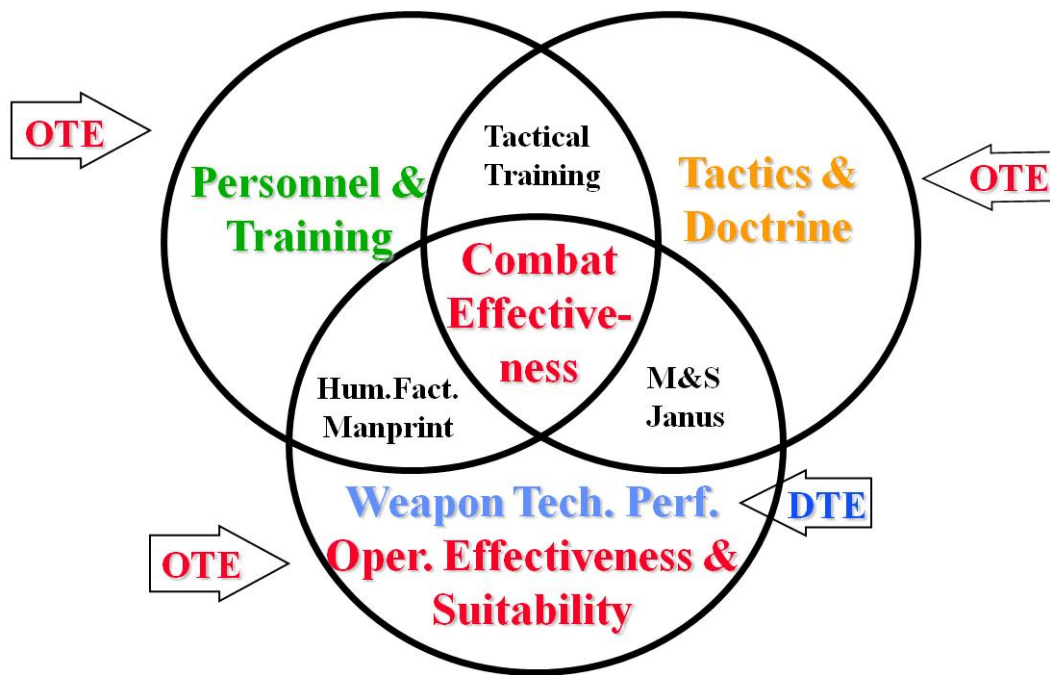 OTE
Personnel &
Training
Tactical
Training
Tactics &
Doctrine
OTE
Combat
Effective-
ness
Hum.Fact.
Manprint
M&S
Janus
Weapon Tech. Perf.
DTE
OTE
Oper. Effectiveness &
Suitability